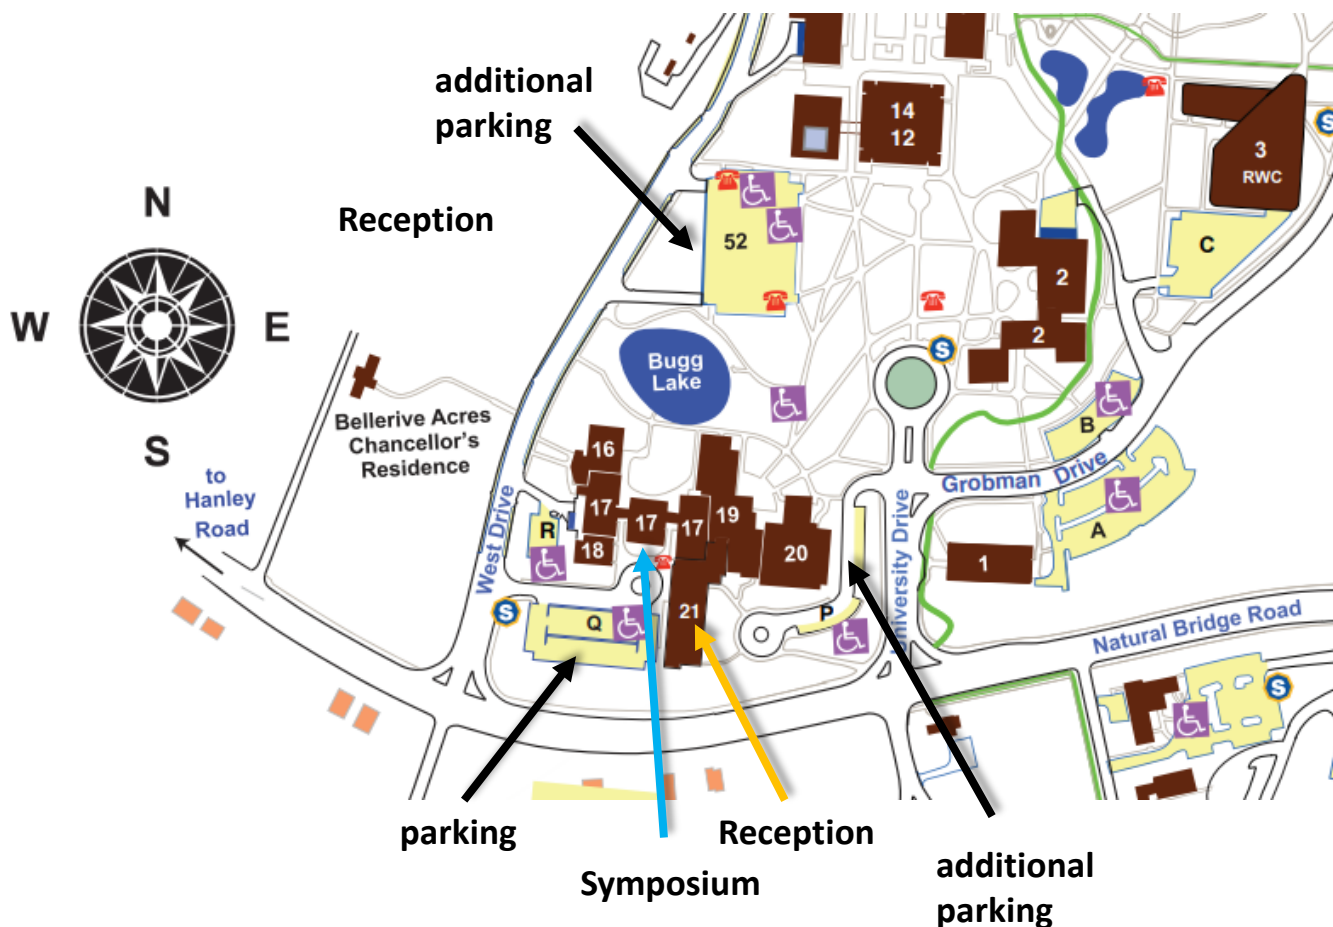 additional
parking
14
12
3
RWC
N
Reception
52
C
W
E
2
2
S
Bugg
Lake
Bellerive Acres
Chancellor's
Residence
S
to
Hanley
Road
B
16
Grobman Drive
West Drive
17
17
17
19
R
A
18
20
1
University Drive
S
Q
21
P
Natural Bridge Road
S
S
parking
Reception
Symposium
additional
parking